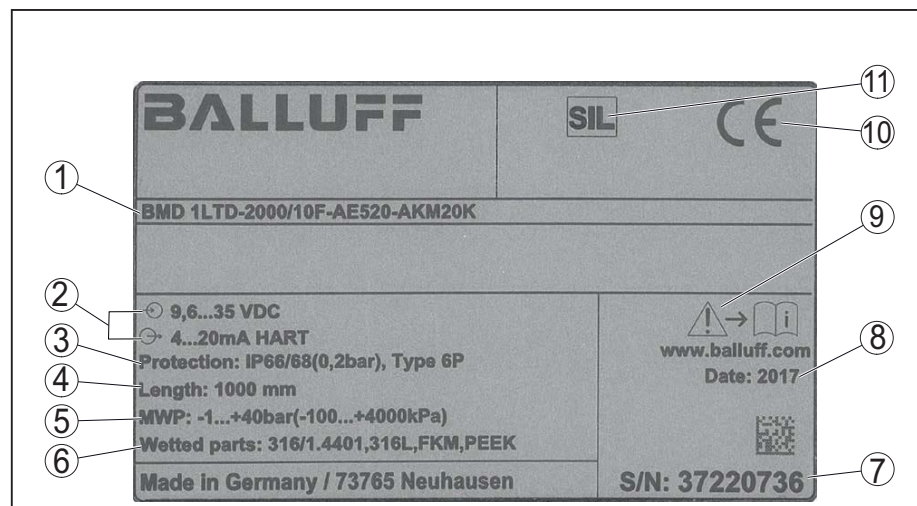 BALLUFF
SIL
CE
11
10
1
BMD 1LTD-2000/10F-AE520-AKM20K
9
2
9,6...35 VDC
4...20mA HART
3
Protection: IP66/68(0,2bar), Type 6P
4
Length: 1000 mm
5
MWP: -1...+40bar(-100...+4000kPa)
6
Wetted parts: 316/1.4401,316L,FKM,PEEK
Made in Germany / 73765 Neuhausen
i
www.balluff.com
8
Date: 2017
S/N: 37220736
7